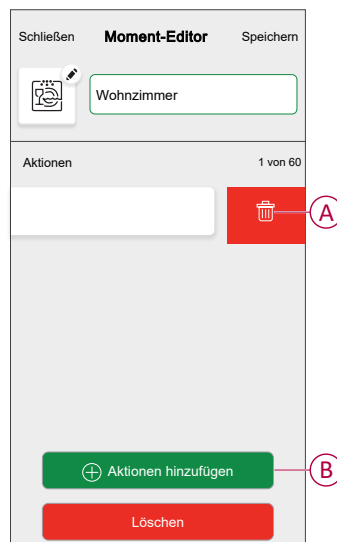 Schließen Moment-Editor Speichern
Wohnzimmer
Aktionen 1 von 60
A
Aktionen hinzufügen
B
Löschen